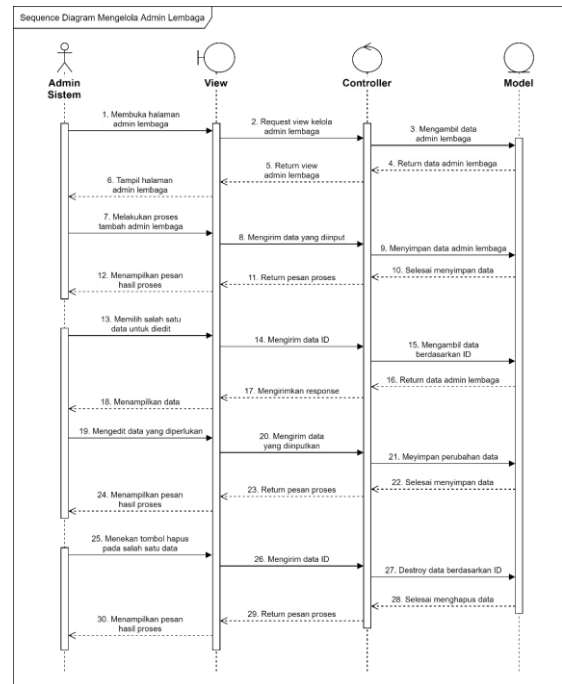 Sequence Diagram Mengelola Admin Lembaga
Admin
Sistem
View
Controller
Model
1. Membuka halaman
admin lembaga
2. Request view kelola
admin lembaga
3. Mengambil data
admin lembaga
4. Return data admin lembaga
5. Return view
admin lembaga
6. Tampil halaman
admin lembaga
7. Melakukan proses
tambah admin lembaga
8. Mengirim data yang diinput
9. Menyimpan data admin lembaga
10. Selesai menyimpan data
11. Return pesan proses
12. Menampilkan pesan
hasil proses
13. Memilih salah satu
data untuk diedit
14. Mengirim data ID
15. Mengambil data
berdasarkan ID
16. Return data admin lembaga
17. Mengirimkan response
18. Menampilkan data
19. Mengedit data yang diperlukan
20. Mengirim data
yang diinputkan
21. Meyimpan perubahan data
22. Selesai menyimpan data
23. Return pesan proses
24. Menampilkan pesan
hasil proses
25. Menekan tombol hapus
pada salah satu data
26. Mengirim data ID
27. Destroy data berdasarkan ID
28. Selesai menghapus data
29. Return pesan proses
30. Menampilkan pesan
hasil proses